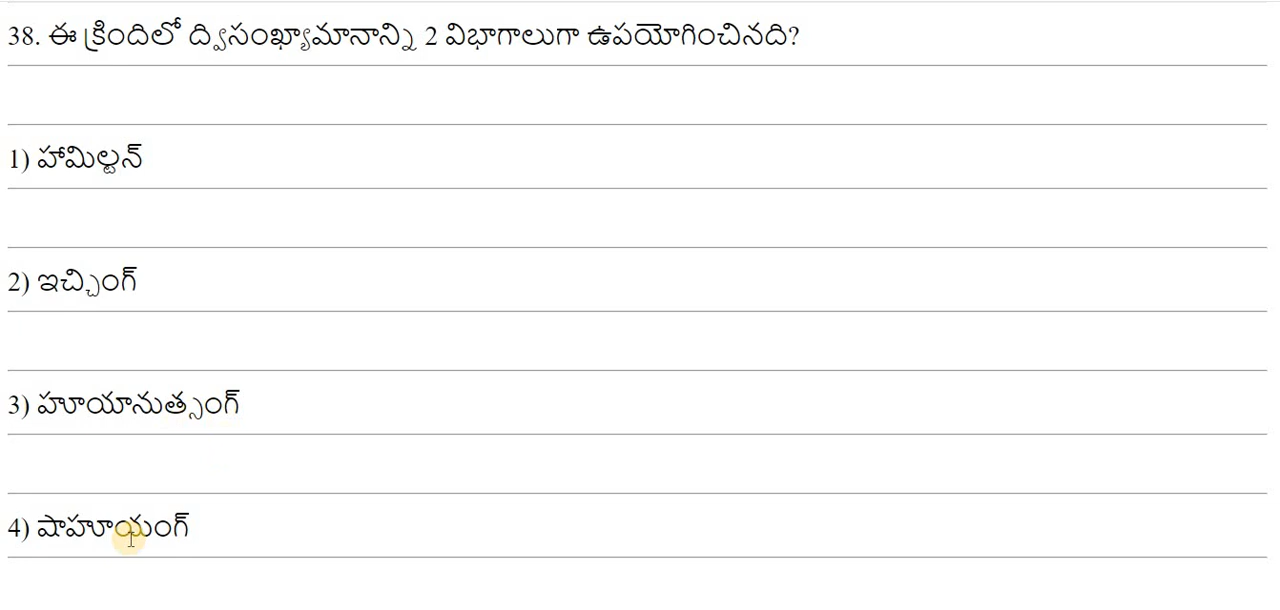 38. ఈ క్రిందిలో ద్విసంఖ్యామానాన్ని 2 విభాగాలుగా ఉపయోగించినది?
1) హామిల్టన్
2) ఇచ్చింగ్
3) హూయానుత్సంగ్
4) షాహూయంగ్